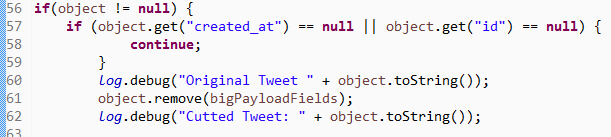 56 if(object != null) {
57 if (object.get("created_at") == null || object.get("id") == null) {
58 continue;
59 }
60 log.debug("Original Tweet " + object.toString());
61 object.remove(bigPayloadFields);
62 log.debug("Cutted Tweet: " + object.toString());
63